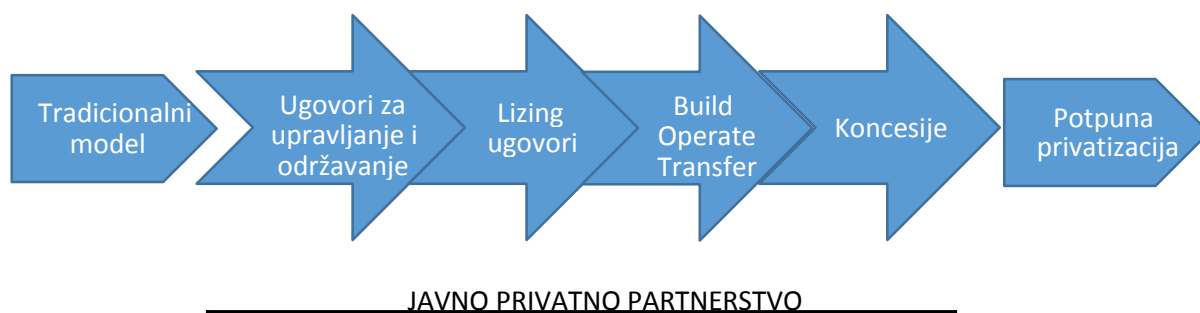 Tradicionalni
model
Ugovori za
upravljanje i
održavanje
Lizing
ugovori
Build
Operate
Transfer
Koncesije
Potpuna
privatizacija
JAVNO PRIVATNO PARTNERSTVO